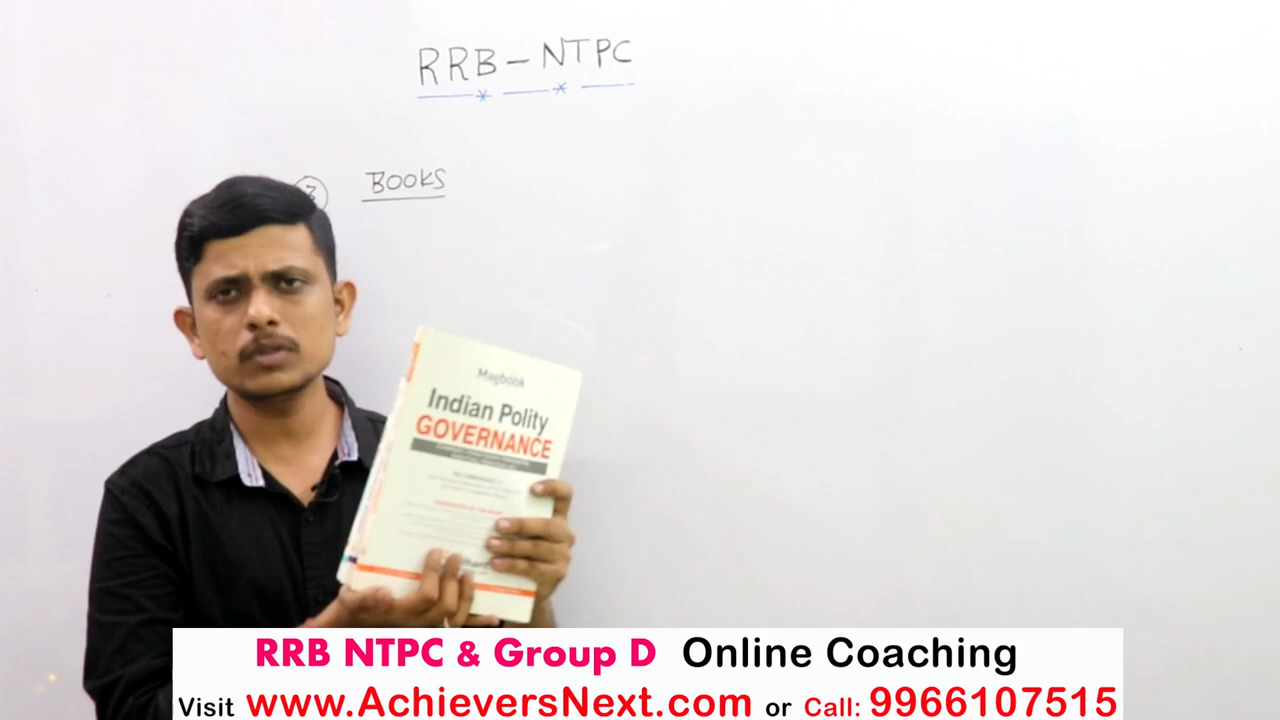 RRB-NTPC
3 BOOKS
Magbook
Indian Polity
GOVERNANCE
RRB NTPC & Group D Online Coaching
Visit www.AchieversNext.com or Call: 9966107515